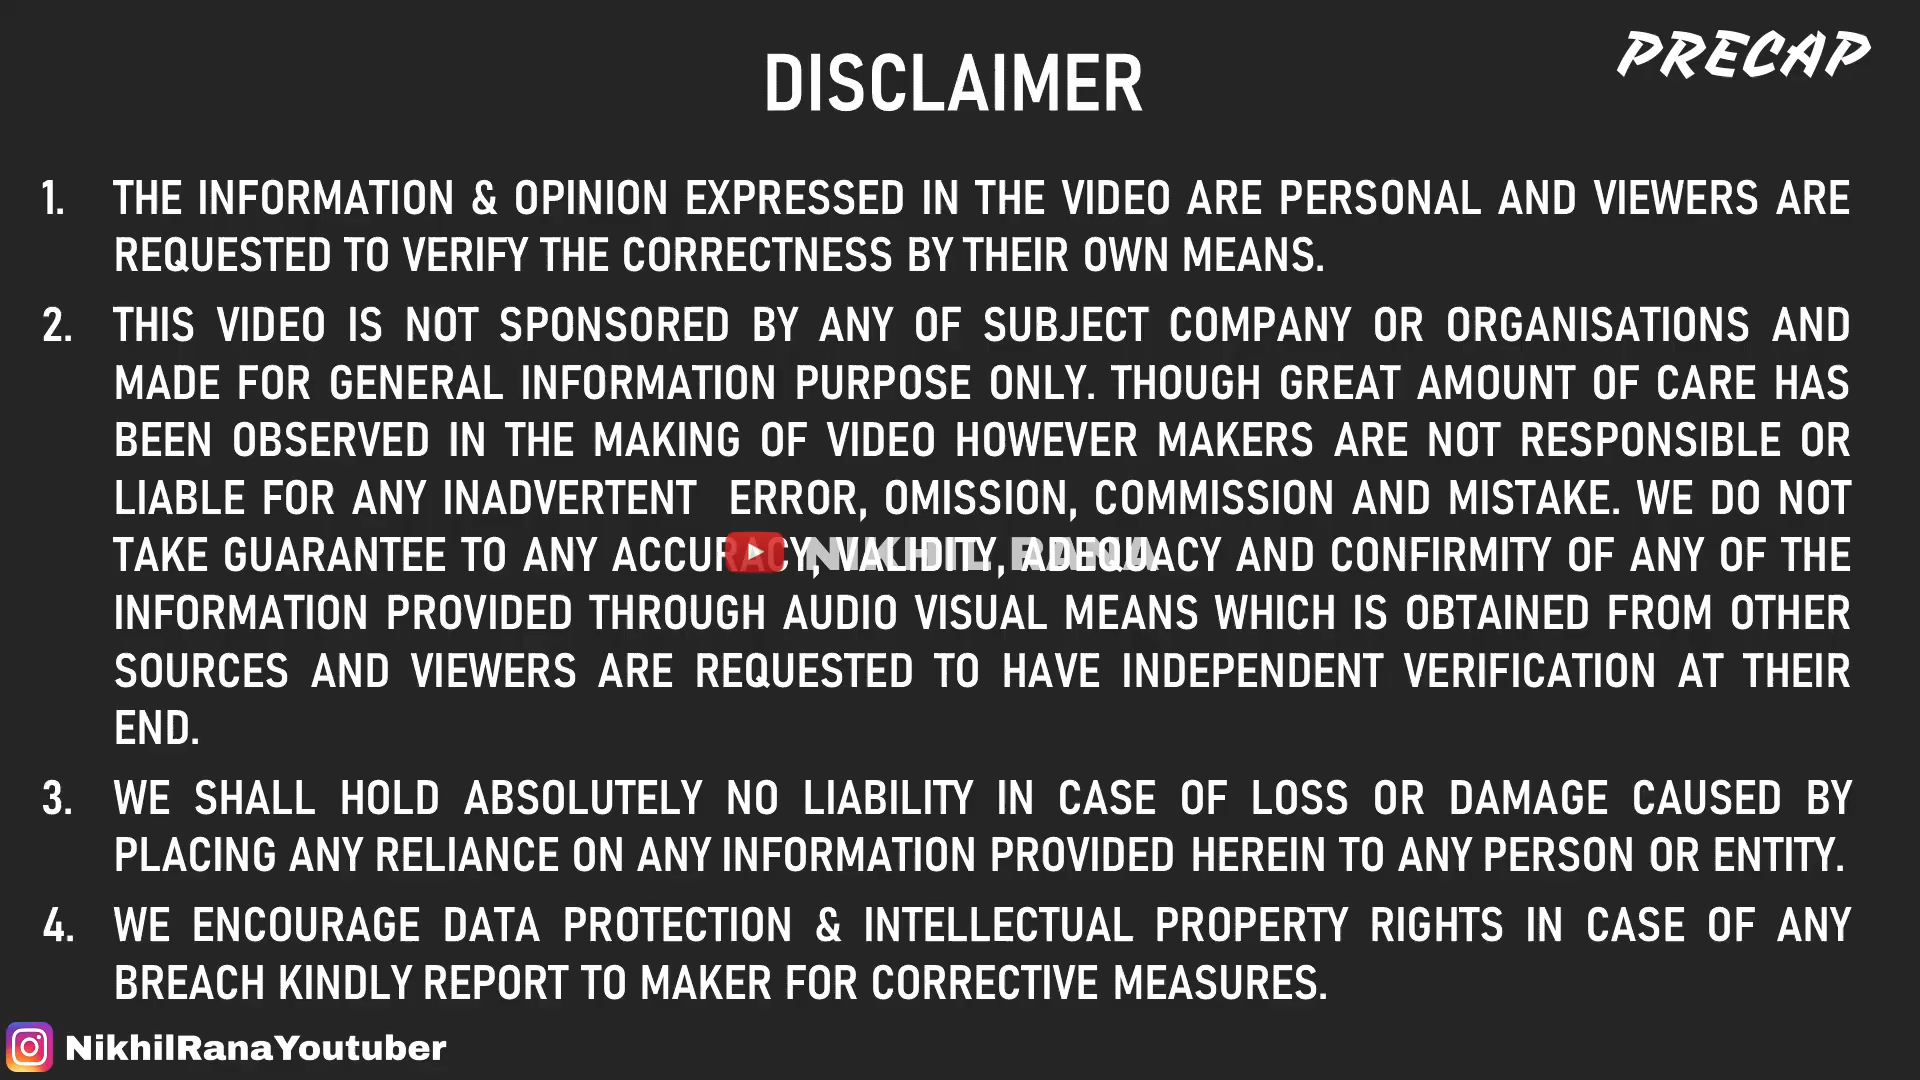 PRECAP
DISCLAIMER
1. THE INFORMATION & OPINION EXPRESSED IN THE VIDEO ARE PERSONAL AND VIEWERS ARE
REQUESTED TO VERIFY THE CORRECTNESS BY THEIR OWN MEANS.
2. THIS VIDEO IS NOT SPONSORED BY ANY OF SUBJECT COMPANY OR ORGANISATIONS AND
MADE FOR GENERAL INFORMATION PURPOSE ONLY. THOUGH GREAT AMOUNT OF CARE HAS
BEEN OBSERVED IN THE MAKING OF VIDEO HOWEVER MAKERS ARE NOT RESPONSIBLE OR
LIABLE FOR ANY INADVERTENT ERROR, OMISSION, COMMISSION AND MISTAKE. WE DO NOT
TAKE GUARANTEE TO ANY ACCURACY, VALIDITY, ADEQUACY AND CONFIRMITY OF ANY OF THE
NIKHIL RANA
INFORMATION PROVIDED THROUGH AUDIO VISUAL MEANS WHICH IS OBTAINED FROM OTHER
SOURCES AND VIEWERS ARE REQUESTED TO HAVE INDEPENDENT VERIFICATION AT THEIR
END.
3. WE SHALL HOLD ABSOLUTELY NO LIABILITY IN CASE OF LOSS OR DAMAGE CAUSED BY
PLACING ANY RELIANCE ON ANY INFORMATION PROVIDED HEREIN TO ANY PERSON OR ENTITY.
4. WE ENCOURAGE DATA PROTECTION & INTELLECTUAL PROPERTY RIGHTS IN CASE OF ANY
BREACH KINDLY REPORT TO MAKER FOR CORRECTIVE MEASURES.
NikhilRanaYoutuber